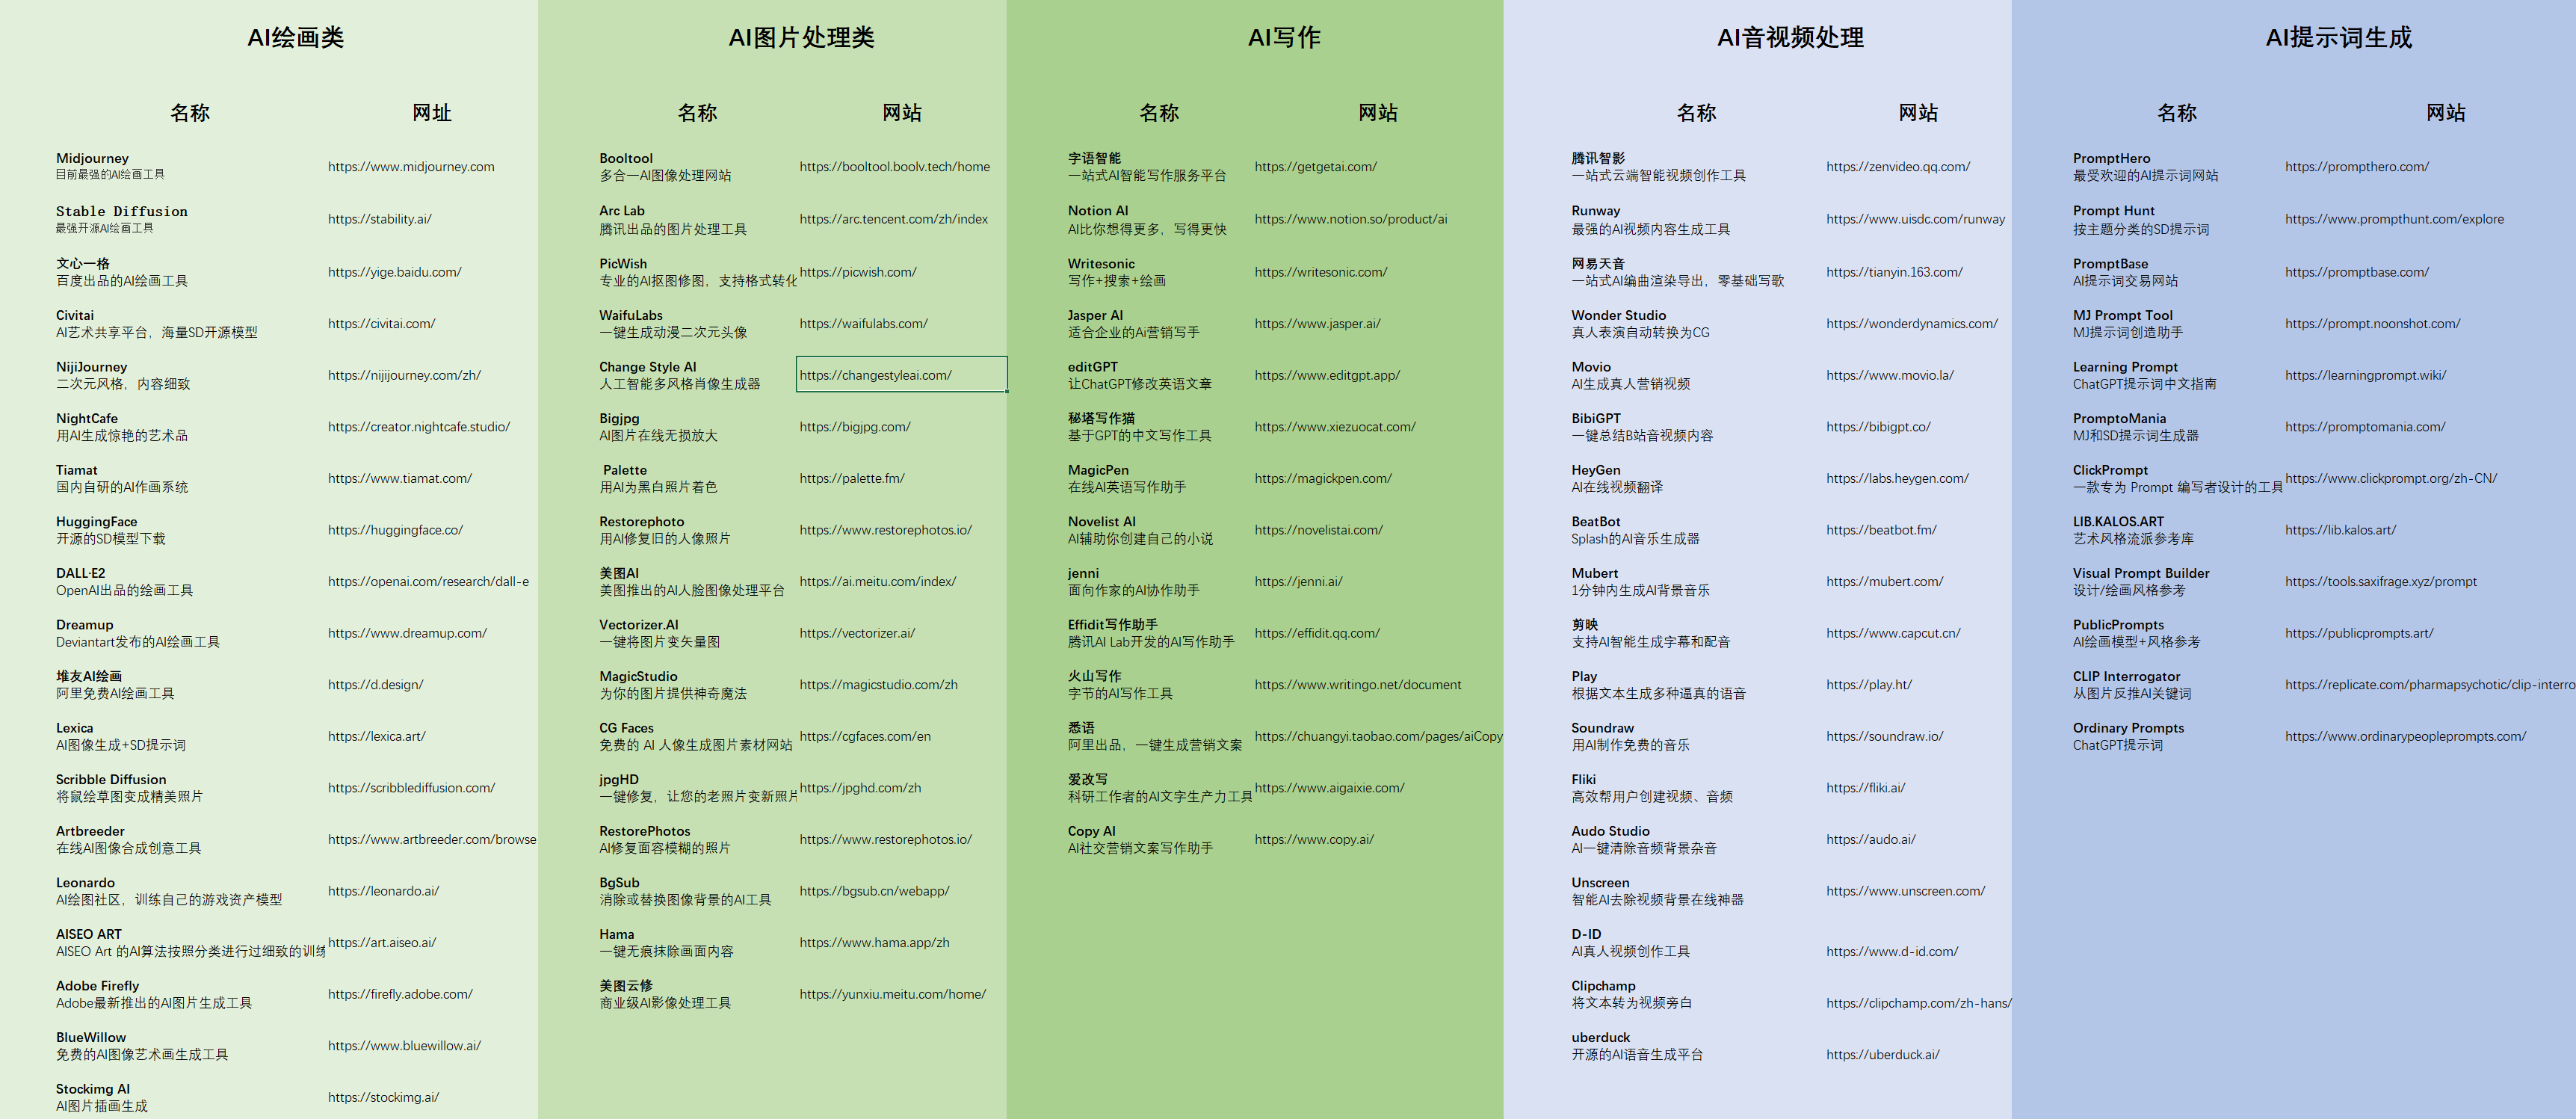 AI绘画类
名称 网址
Midjourney
目前最强的AI绘画工具
https://www.midjourney.com
Stable Diffusion
最强开源AI绘画工具
https://stability.ai/
文心一格
百度出品的AI绘画工具
https://yige.baidu.com/
Civitai
AI艺术共享平台，海量SD开源模型
https://civitai.com/
NijiJourney
二次元风格，内容细致
https://nijijourney.com/zh/
NightCafe
用AI生成惊艳的艺术品
https://creator.nightcafe.studio/
Tiamat
国内自研的AI作画系统
https://www.tiamat.com/
HuggingFace
开源的SD模型下载
https://huggingface.co/
DALL·E2
OpenAI出品的绘画工具
https://openai.com/research/dall-e
Dreamup
Deviantart发布的AI绘画工具
https://www.dreamup.com/
堆友AI绘画
阿里免费AI绘画工具
https://d.design/
Lexica
AI图像生成+SD提示词
https://lexica.art/
Scribble Diffusion
将鼠绘草图变成精美照片
https://scribblediffusion.com/
Artbreeder
在线AI图像合成创意工具
https://www.artbreeder.com/browse
Leonardo
AI绘图社区，训练自己的游戏资产模型
https://leonardo.ai/
AISEO ART
AISEO Art 的AI算法按照分类进行过细致的训练
https://art.aiseo.ai/
Adobe Firefly
Adobe最新推出的AI图片生成工具
https://firefly.adobe.com/
BlueWillow
免费的AI图像艺术画生成工具
https://www.bluewillow.ai/
Stockimg AI
AI图片插画生成
https://stockimg.ai/
AI图片处理类
名称 网站
Booltool
多合一AI图像处理网站
https://booltool.boolv.tech/home
Arc Lab
腾讯出品的图片处理工具
https://arc.tencent.com/zh/index
PicWish
专业的AI抠图修图，支持格式转化
https://picwish.com/
WaifuLabs
一键生成动漫二次元头像
https://waifulabs.com/
Change Style AI
人工智能多风格肖像生成器
https://changestyleai.com/
Bigjpg
AI图片在线无损放大
https://bigjpg.com/
Palette
用AI为黑白照片着色
https://palette.fm/
Restorephoto
用AI修复旧的人像照片
https://www.restorephotos.io/
美图AI
美图推出的AI人脸图像处理平台
https://ai.meitu.com/index/
Vectorizer.AI
一键将图片变矢量图
https://vectorizer.ai/
MagicStudio
为你的图片提供神奇魔法
https://magicstudio.com/zh
CG Faces
免费的 AI 人像生成图片素材网站
https://cgfaces.com/en
jpgHD
一键修复，让您的老照片变新照片
https://jpghd.com/zh
RestorePhotos
AI修复面容模糊的照片
https://www.restorephotos.io/
BgSub
消除或替换图像背景的AI工具
https://bgsub.cn/webapp/
Hama
一键无痕抹除画面内容
https://www.hama.app/zh
美图云修
商业级AI影像处理工具
https://yunxiu.meitu.com/home/
AI写作
名称 网站
字语智能
一站式AI智能写作服务平台
https://getgetai.com/
Notion AI
AI比你想得更多，写得更快
https://www.notion.so/product/ai
Writesonic
写作+搜索+绘画
https://writesonic.com/
Jasper AI
适合企业的Ai营销写手
https://www.jasper.ai/
editGPT
让ChatGPT修改英语文章
https://www.editgpt.app/
秘塔写作猫
基于GPT的中文写作工具
https://www.xiezuocat.com/
MagicPen
在线AI英语写作助手
https://magickpen.com/
Novelist AI
AI辅助你创建自己的小说
https://novelistai.com/
jenni
面向作家的AI协作助手
https://jenni.ai/
Effidit写作助手
腾讯AI Lab开发的AI写作助手
https://effidit.qq.com/
火山写作
字节的AI写作工具
https://www.writingo.net/document
悉语
阿里出品，一键生成营销文案
https://chuangyi.taobao.com/pages/aiCopy
爱改写
科研工作者的AI文字生产力工具
https://www.aigaixie.com/
Copy AI
AI社交营销文案写作助手
https://www.copy.ai/
AI音视频处理
名称 网站
腾讯智影
一站式云端智能视频创作工具
https://zenvideo.qq.com/
Runway
最强的AI视频内容生成工具
https://www.uisdc.com/runway
网易天音
一站式AI编曲渲染导出，零基础写歌
https://tianyin.163.com/
Wonder Studio
真人表演自动转换为CG
https://wonderdynamics.com/
Movio
AI生成真人营销视频
https://www.movio.la/
BibiGPT
一键总结B站音视频内容
https://bibigpt.co/
HeyGen
AI在线视频翻译
https://labs.heygen.com/
BeatBot
Splash的AI音乐生成器
https://beatbot.fm/
Mubert
1分钟内生成AI背景音乐
https://mubert.com/
剪映
支持AI智能生成字幕和配音
https://www.capcut.cn/
Play
根据文本生成多种逼真的语音
https://play.ht/
Soundraw
用AI制作免费的音乐
https://soundraw.io/
Fliki
高效帮用户创建视频、音频
https://fliki.ai/
Audo Studio
AI一键清除音频背景杂音
https://audo.ai/
Unscreen
智能AI去除视频背景在线神器
https://www.unscreen.com/
D-ID
AI真人视频创作工具
https://www.d-id.com/
Clipchamp
将文本转为视频旁白
https://clipchamp.com/zh-hans/
uberduck
开源的AI语音生成平台
https://uberduck.ai/
AI提示词生成
名称 网站
PromptHero
最受欢迎的AI提示词网站
https://prompthero.com/
Prompt Hunt
按主题分类的SD提示词
https://www.prompthunt.com/explore
PromptBase
AI提示词交易网站
https://promptbase.com/
MJ Prompt Tool
MJ提示词创造助手
https://prompt.noonshot.com/
Learning Prompt
ChatGPT提示词中文指南
https://learningprompt.wiki/
PromptoMania
MJ和SD提示词生成器
https://promptomania.com/
ClickPrompt
一款专为 Prompt 编写者设计的工具
https://www.clickprompt.org/zh-CN/
LIB.KALOS.ART
艺术风格流派参考库
https://lib.kalos.art/
Visual Prompt Builder
设计/绘画风格参考
https://tools.saxifrage.xyz/prompt
PublicPrompts
AI绘画模型+风格参考
https://publicprompts.art/
CLIP Interrogator
从图片反推AI关键词
https://replicate.com/pharmapsychotic/clip-interro
Ordinary Prompts
ChatGPT提示词
https://www.ordinarypeopleprompts.com/